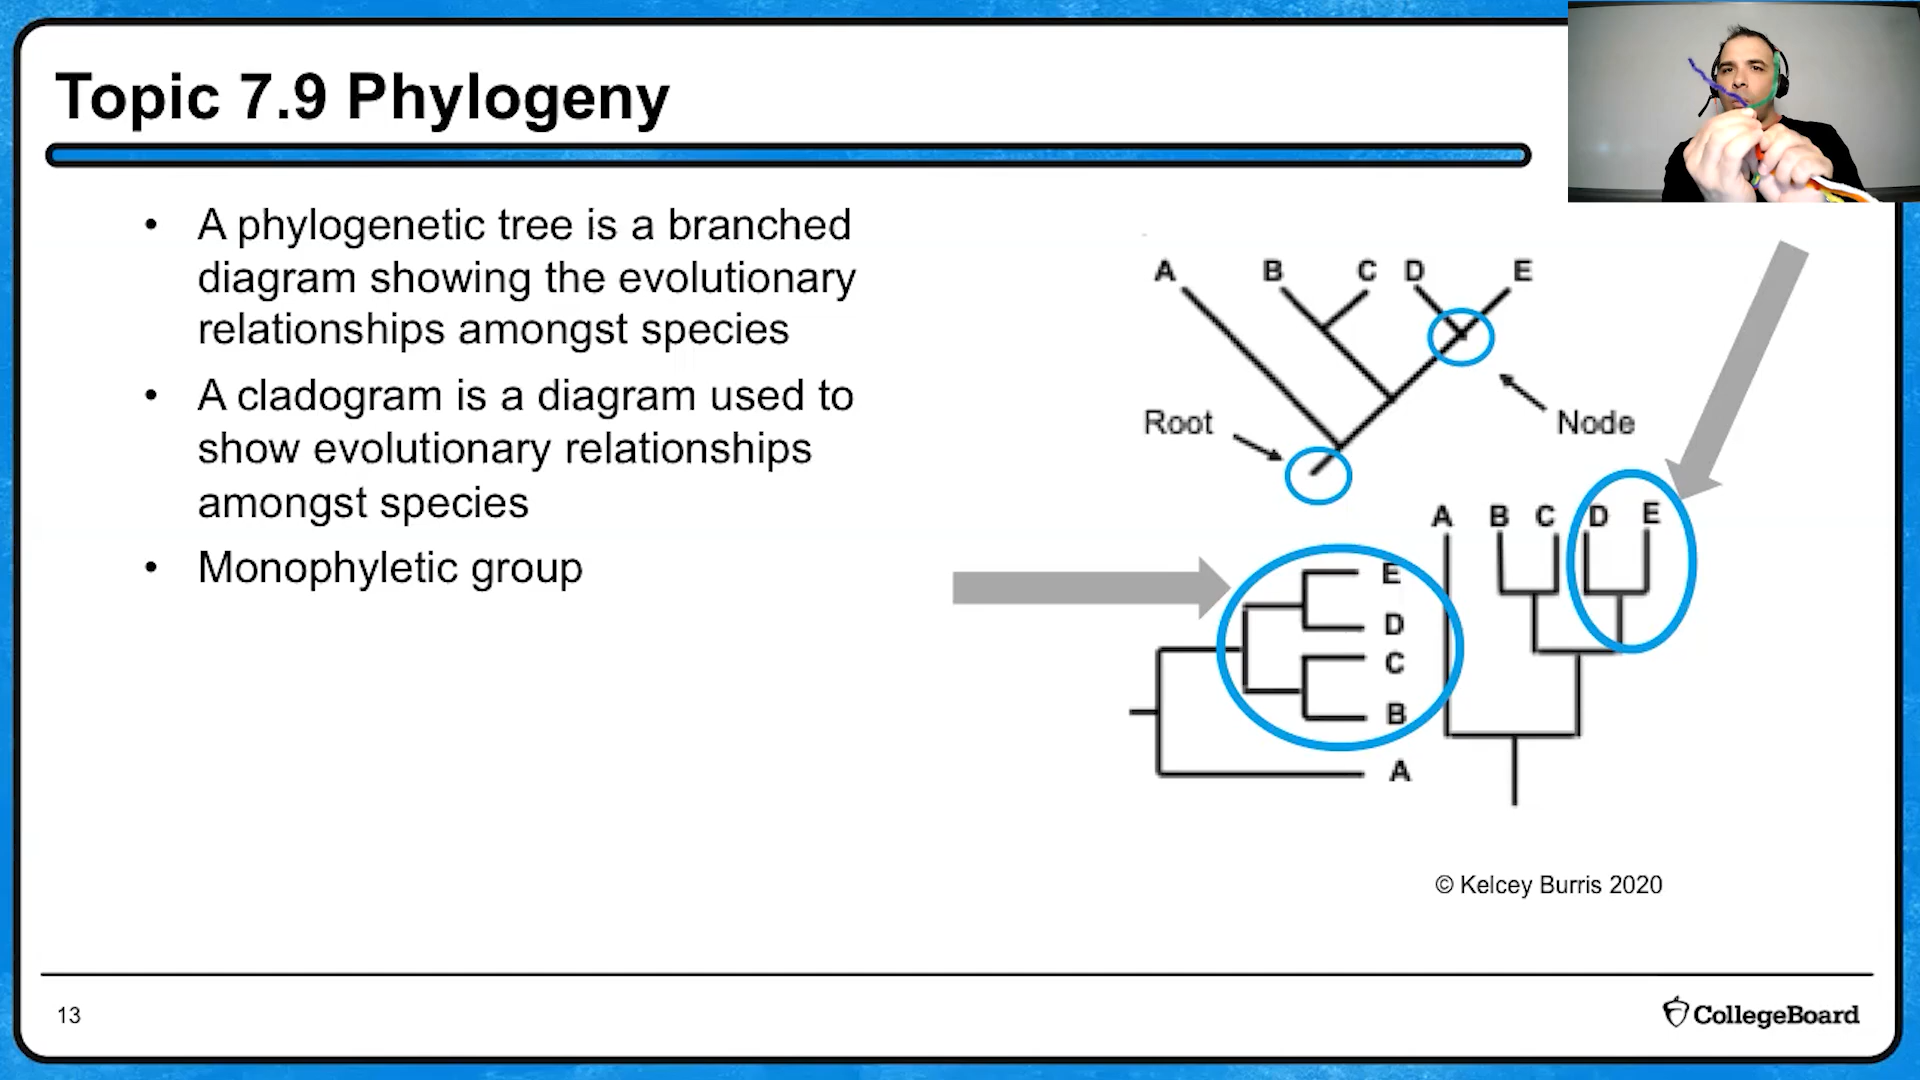 Topic 7.9 Phylogeny
• A phylogenetic tree is a branched
diagram showing the evolutionary
relationships amongst species
• A cladogram is a diagram used to
show evolutionary relationships
amongst species
• Monophyletic group
A B C D E
Root
Node
A B C D E
E
D
C
B
A
© Kelcey Burris 2020
13
CollegeBoard